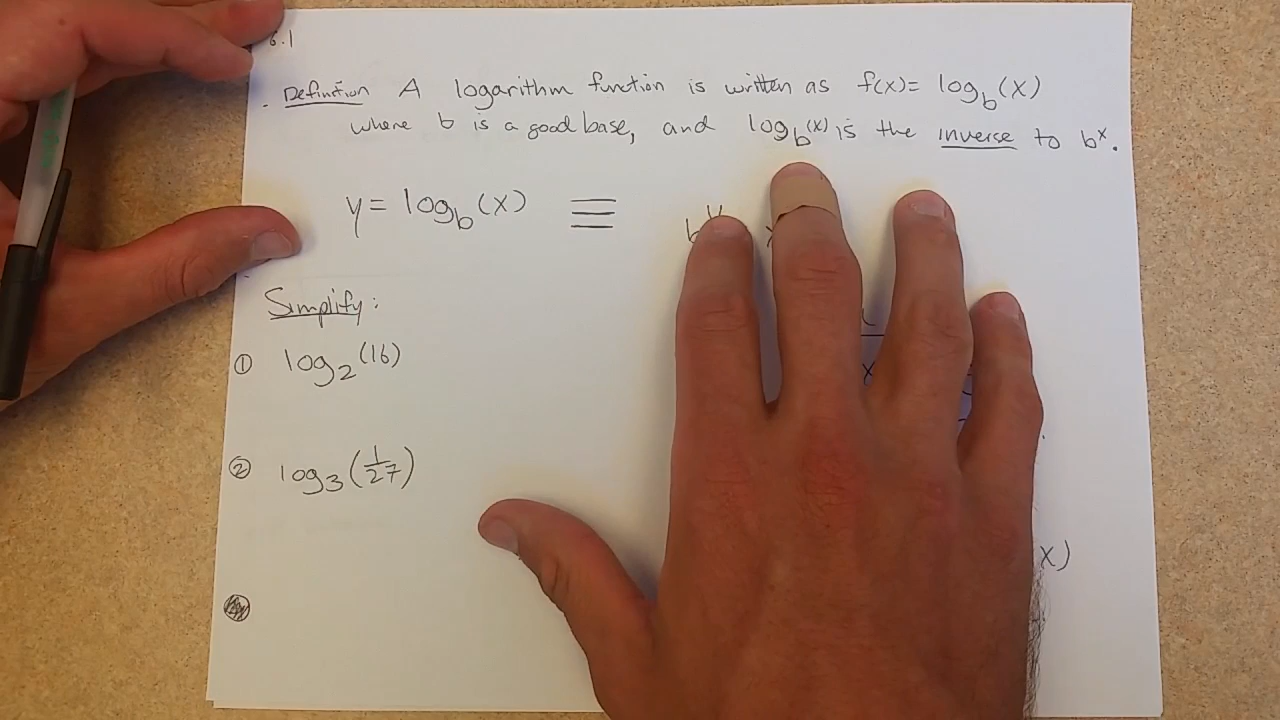 6.1
Definition A logarithm function is written as f(x)= log_b(x)
where b is a good base, and log_b(x) is the inverse to b^x.
y = log_b(x) ≡ b^y x
Simplify:
① log_2(16)
② log_3(1/27)
x)